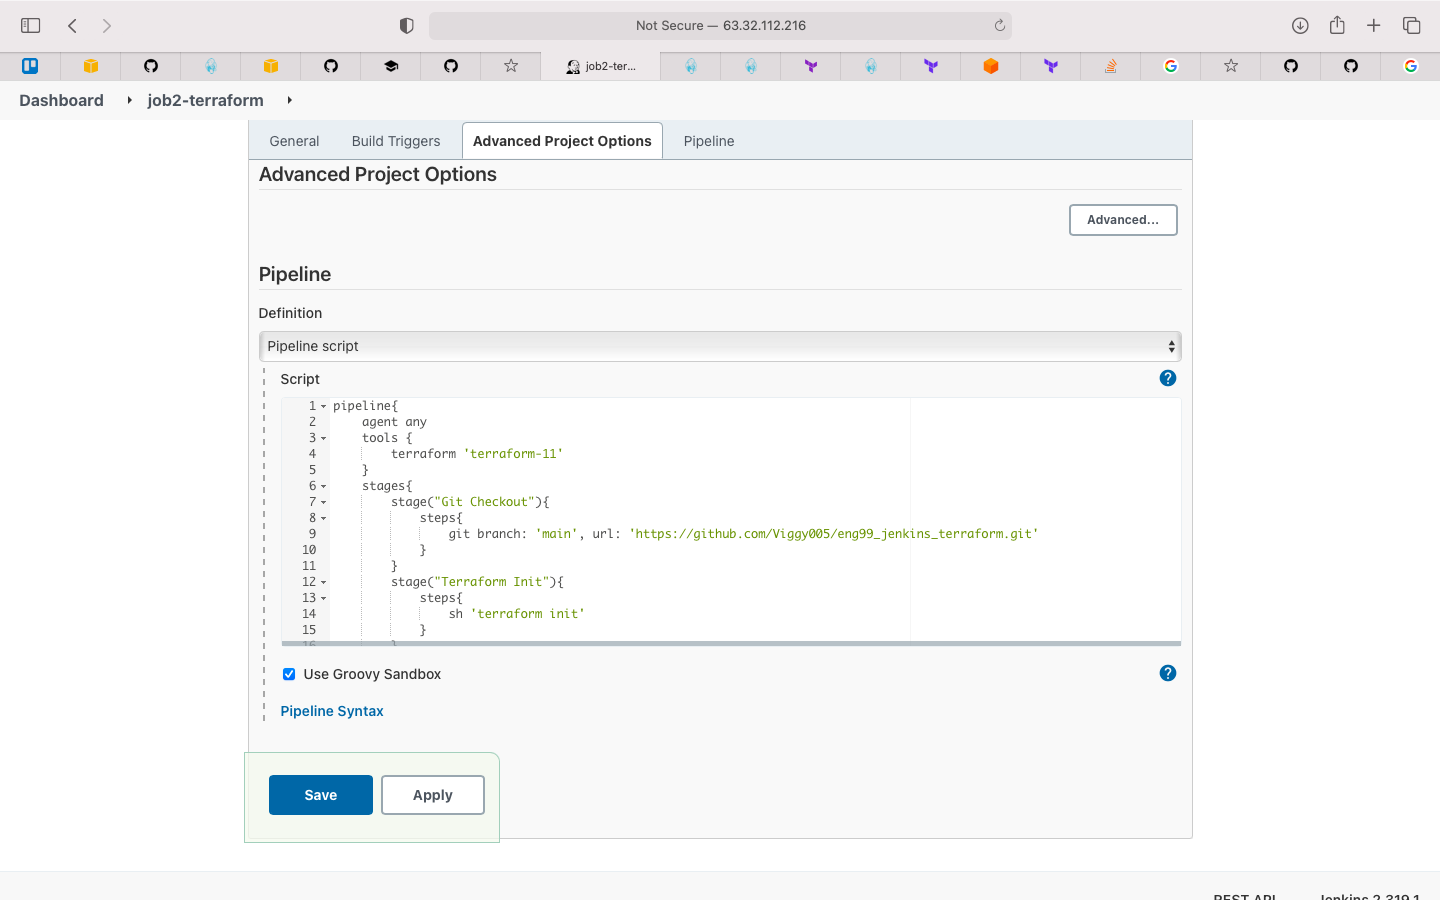 Not Secure — 63.32.112.216
job2-ter...
Dashboard job2-terraform
General Build Triggers Advanced Project Options Pipeline
Advanced Project Options
Advanced...
Pipeline
Definition
Pipeline script
Script
1 pipeline{
2 agent any
3 tools {
4 terraform 'terraform-11'
5 }
6 stages{
7 stage("Git Checkout"){
8 steps{
9 git branch: 'main', url: 'https://github.com/Viggy005/eng99_jenkins_terraform.git'
10 }
11 }
12 stage("Terraform Init"){
13 steps{
14 sh 'terraform init'
15 }
16 }
Use Groovy Sandbox
Pipeline Syntax
Save Apply
REST API Jenkins 2.319.1